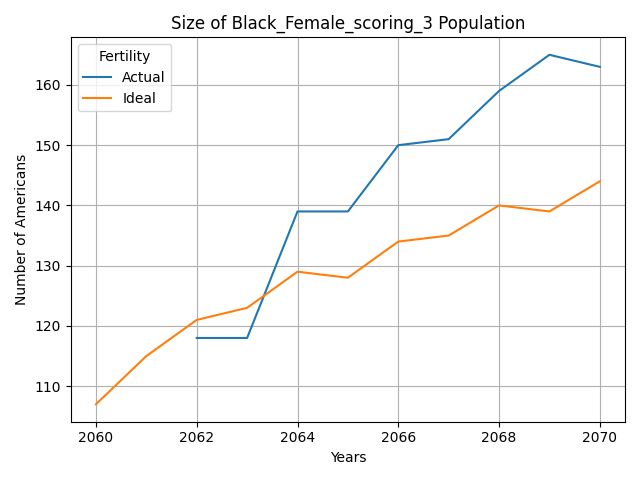 Size of Black_Female_scoring_3 Population
Fertility
Actual
Ideal
160
150
140
130
120
110
Number of Americans
2060 2062 2064 2066 2068 2070
Years